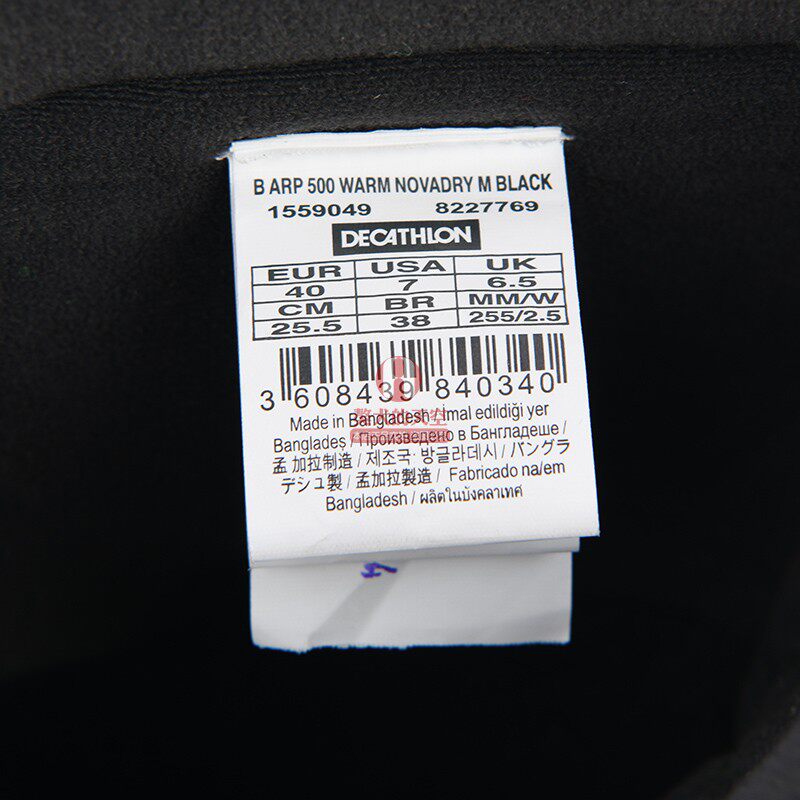 B ARP 500 WARM NOVADRY M BLACK
1559049 8227769
DECATHLON
EUR USA UK
40 7 6.5
CM BR MM/W
25.5 38 255/2.5
3 608439 840340
Made in Bangladesh / İmal edildiği yer
Bangladeş / Произведено в Бангладеше /
孟加拉制造 / 제조국: 방글라데시 / バングラ
デシュ製 / 孟加拉製造 / Fabricado na/em
Bangladesh / ผลิตในบังคลาเทศ